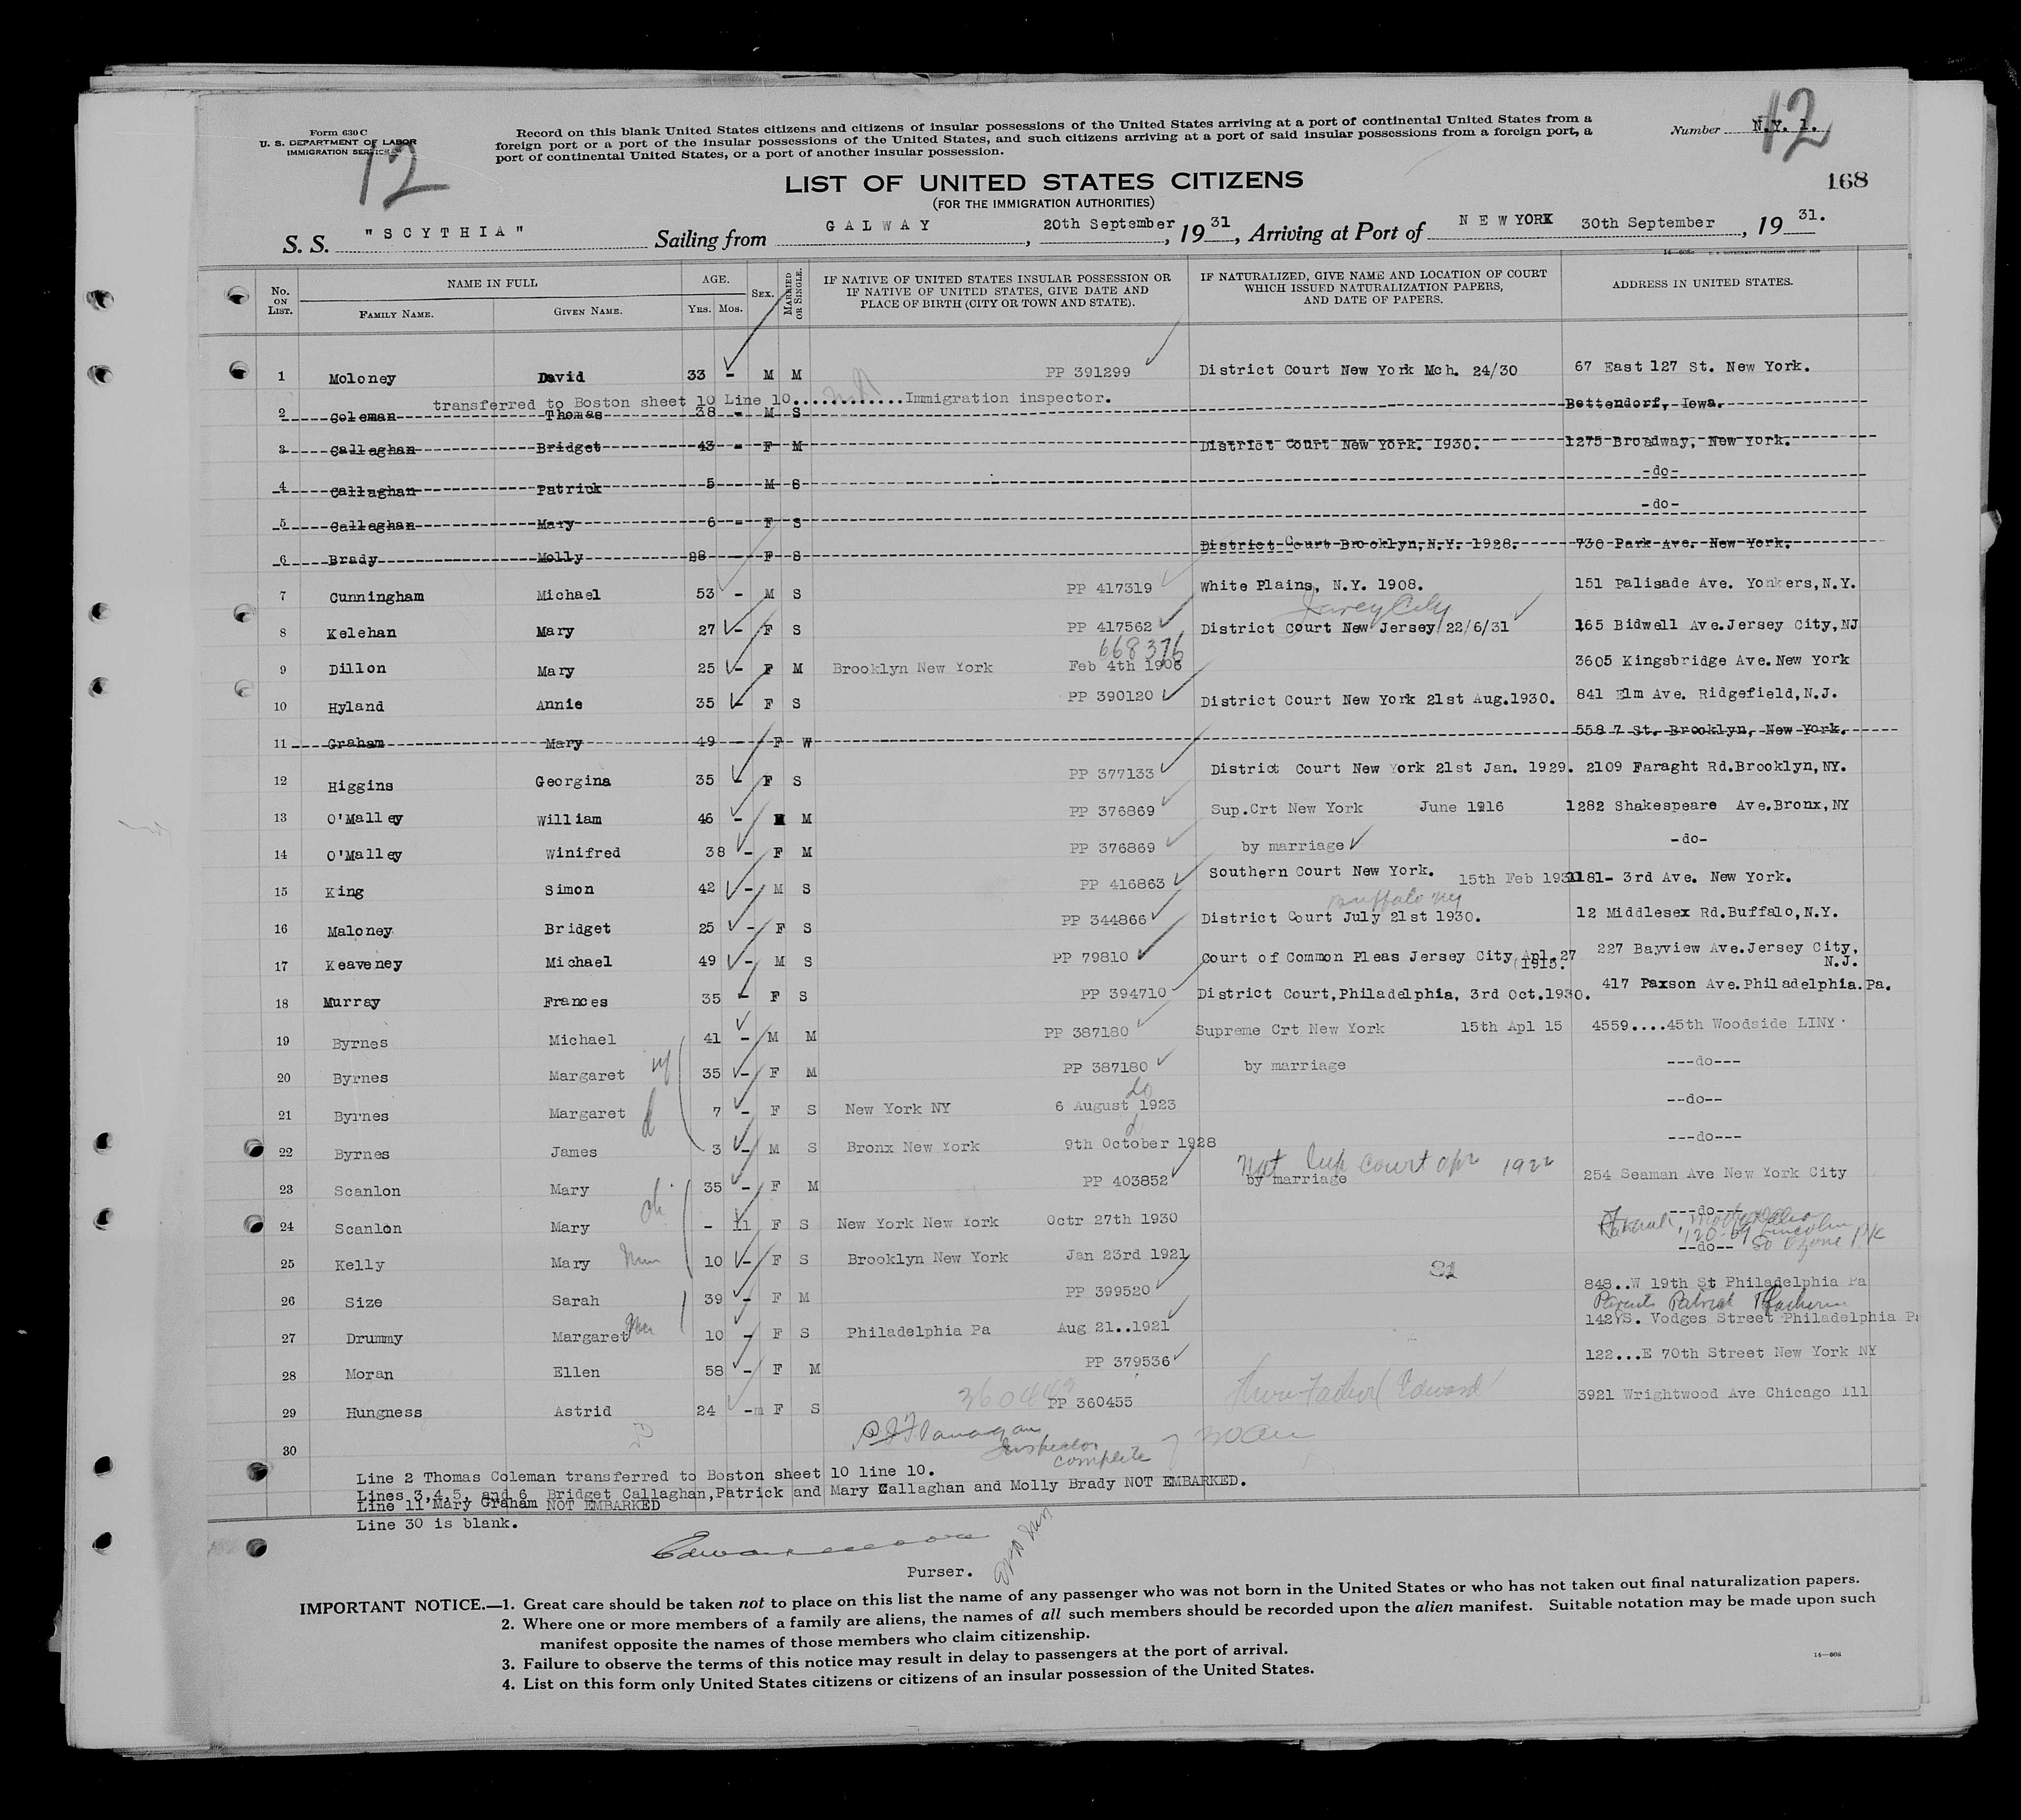 Form 630 C
U. S. DEPARTMENT OF LABOR
IMMIGRATION SERVICE
12
Record on this blank United States citizens and citizens of insular possessions of the United States arriving at a port of continental United States from a
foreign port or a port of the insular possessions of the United States, and such citizens arriving at a port of said insular possessions from a foreign port, a
port of continental United States, or a port of another insular possession.
Number N.Y. 1.
12
168
LIST OF UNITED STATES CITIZENS
(FOR THE IMMIGRATION AUTHORITIES)
S. S. "SCYTHIA" Sailing from GALWAY, 20th September, 1931, Arriving at Port of NEW YORK 30th September, 1931.
No. ON LIST. NAME IN FULL FAMILY NAME. GIVEN NAME. AGE. YRS. MOS. SEX. MARRIED OR SINGLE. IF NATIVE OF UNITED STATES INSULAR POSSESSION OR IF NATIVE OF UNITED STATES, GIVE DATE AND PLACE OF BIRTH (CITY OR TOWN AND STATE). IF NATURALIZED, GIVE NAME AND LOCATION OF COURT WHICH ISSUED NATURALIZATION PAPERS, AND DATE OF PAPERS. ADDRESS IN UNITED STATES.
1 Moloney David 33 - M M PP 391299 District Court New York Mch. 24/30 67 East 127 St. New York.
transferred to Boston sheet 10 Line 10.............Immigration inspector.
2 Coleman Thomas 38 - M S Bettendorf, Iowa.
3 Callaghan Bridget 43 - F M District Court New York. 1930. 1275 Broadway, New York.
4 Callaghan Patrick 5 M S -do-
5 Callaghan Mary 6 - F S -do-
6 Brady Molly 28 F S District Court Brooklyn, N.Y. 1928. 730 Park Ave. New York.
7 Cunningham Michael 53 - M S PP 417319 White Plains, N.Y. 1908. 151 Palisade Ave. Yonkers, N.Y.
Jersey City
8 Kelehan Mary 27 - F S PP 417562 District Court New Jersey 22/6/31 165 Bidwell Ave. Jersey City, NJ
668376
9 Dillon Mary 25 - F M Brooklyn New York Feb 4th 1906 3605 Kingsbridge Ave. New York
10 Hyland Annie 35 - F S PP 390120 District Court New York 21st Aug. 1930. 841 Elm Ave. Ridgefield, N.J.
11 Graham Mary 49 F W 558 7 St. Brooklyn, New York.
12 Higgins Georgina 35 - F S PP 377133 District Court New York 21st Jan. 1929. 2109 Faraght Rd. Brooklyn, NY.
13 O'Malley William 46 - M M PP 376869 Sup. Crt New York June 1916 1282 Shakespeare Ave. Bronx, NY
14 O'Malley Winifred 38 - F M PP 376869 by marriage -do-
15 King Simon 42 - M S PP 416863 Southern Court New York. 15th Feb 1931 1181- 3rd Ave. New York.
Buffalo NY
16 Maloney Bridget 25 - F S PP 344866 District Court July 21st 1930. 12 Middlesex Rd. Buffalo, N.Y.
17 Keaveney Michael 49 - M S PP 79810 Court of Common Pleas Jersey City, Apl. 27 (1915. 227 Bayview Ave. Jersey City, N.J.
18 Murray Frances 35 - F S PP 394710 District Court, Philadelphia, 3rd Oct. 1930. 417 Paxson Ave. Philadelphia. Pa.
19 Byrnes Michael 41 - M M PP 387180 Supreme Crt New York 15th Apl 15 4559....45th Woodside LINY
20 Byrnes Margaret 35 - F M PP 387180 by marriage ---do---
21 Byrnes Margaret 7 - F S New York NY 6 August 1923 ---do--
22 Byrnes James 3 - M S Bronx New York 9th October 1928 ---do---
Nat Sup Court Apr 1922
23 Scanlon Mary 35 - F M PP 403852 by marriage 254 Seaman Ave New York City
24 Scanlon Mary - 11 F S New York New York Octr 27th 1930 ---do---
120-09 Lincoln
So Ozone Pk
25 Kelly Mary 10 - F S Brooklyn New York Jan 23rd 1921 --do--
26 Size Sarah 39 - F M PP 399520 848..W 19th St Philadelphia Pa
Parents Patrick
27 Drummy Margaret 10 - F S Philadelphia Pa Aug 21..1921 142 S. Vodges Street Philadelphia Pa
28 Moran Ellen 58 - F M PP 379536 122...E 70th Street New York NY
29 Hungness Astrid 24 - F S PP 360455 3921 Wrightwood Ave Chicago Ill
30
Inspector
complete
Line 2 Thomas Coleman transferred to Boston sheet 10 line 10.
Lines 3,4,5, and 6 Bridget Callaghan, Patrick and Mary Callaghan and Molly Brady NOT EMBARKED.
Line 11 Mary Graham NOT EMBARKED
Line 30 is blank.
Purser.
IMPORTANT NOTICE.—1. Great care should be taken not to place on this list the name of any passenger who was not born in the United States or who has not taken out final naturalization papers.
2. Where one or more members of a family are aliens, the names of all such members should be recorded upon the alien manifest. Suitable notation may be made upon such
manifest opposite the names of those members who claim citizenship.
3. Failure to observe the terms of this notice may result in delay to passengers at the port of arrival.
4. List on this form only United States citizens or citizens of an insular possession of the United States.
14—608